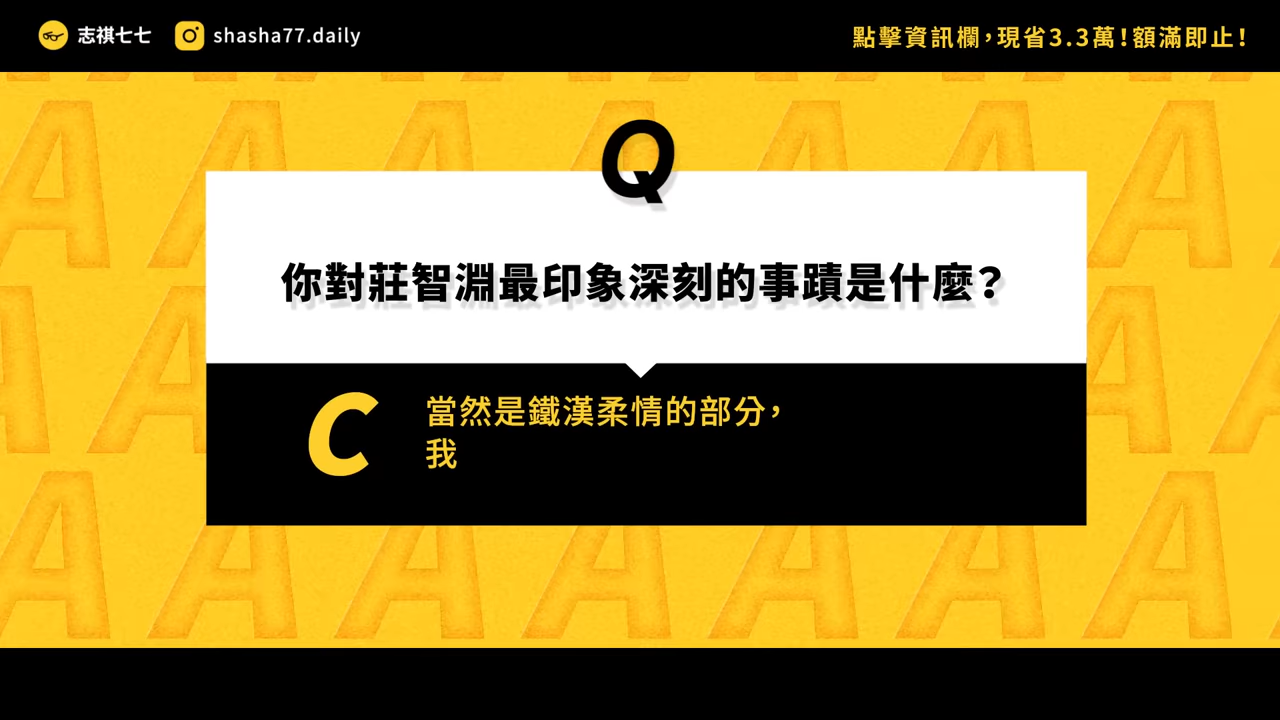 志祺七七
shasha77.daily
點擊資訊欄，現省3.3萬！額滿即止！
Q
你對莊智淵最印象深刻的事蹟是什麼？
C
當然是鐵漢柔情的部分，
我